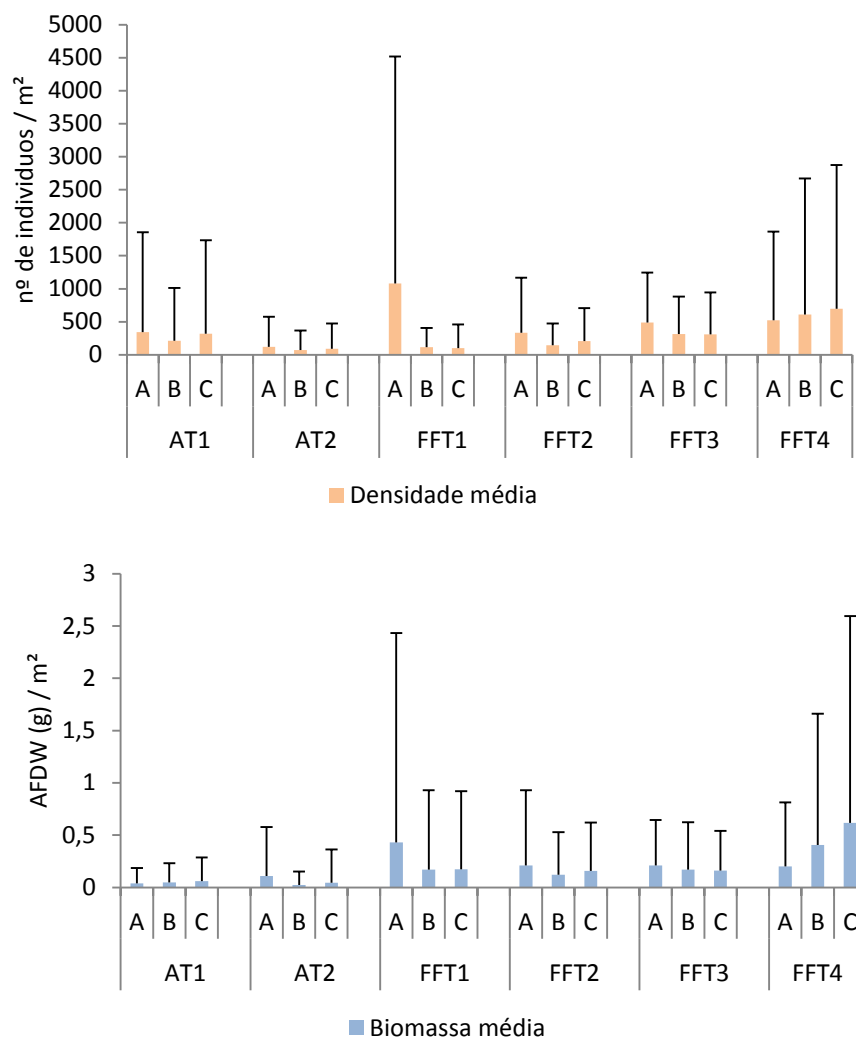 5000
4500
4000
3500
3000
2500
2000
1500
1000
500
0
nº de individuos / m²
A B C A B C A B C A B C A B C A B C
AT1 AT2 FFT1 FFT2 FFT3 FFT4
Densidade média
3
2,5
2
1,5
1
0,5
0
AFDW (g) / m²
A B C A B C A B C A B C A B C A B C
AT1 AT2 FFT1 FFT2 FFT3 FFT4
Biomassa média